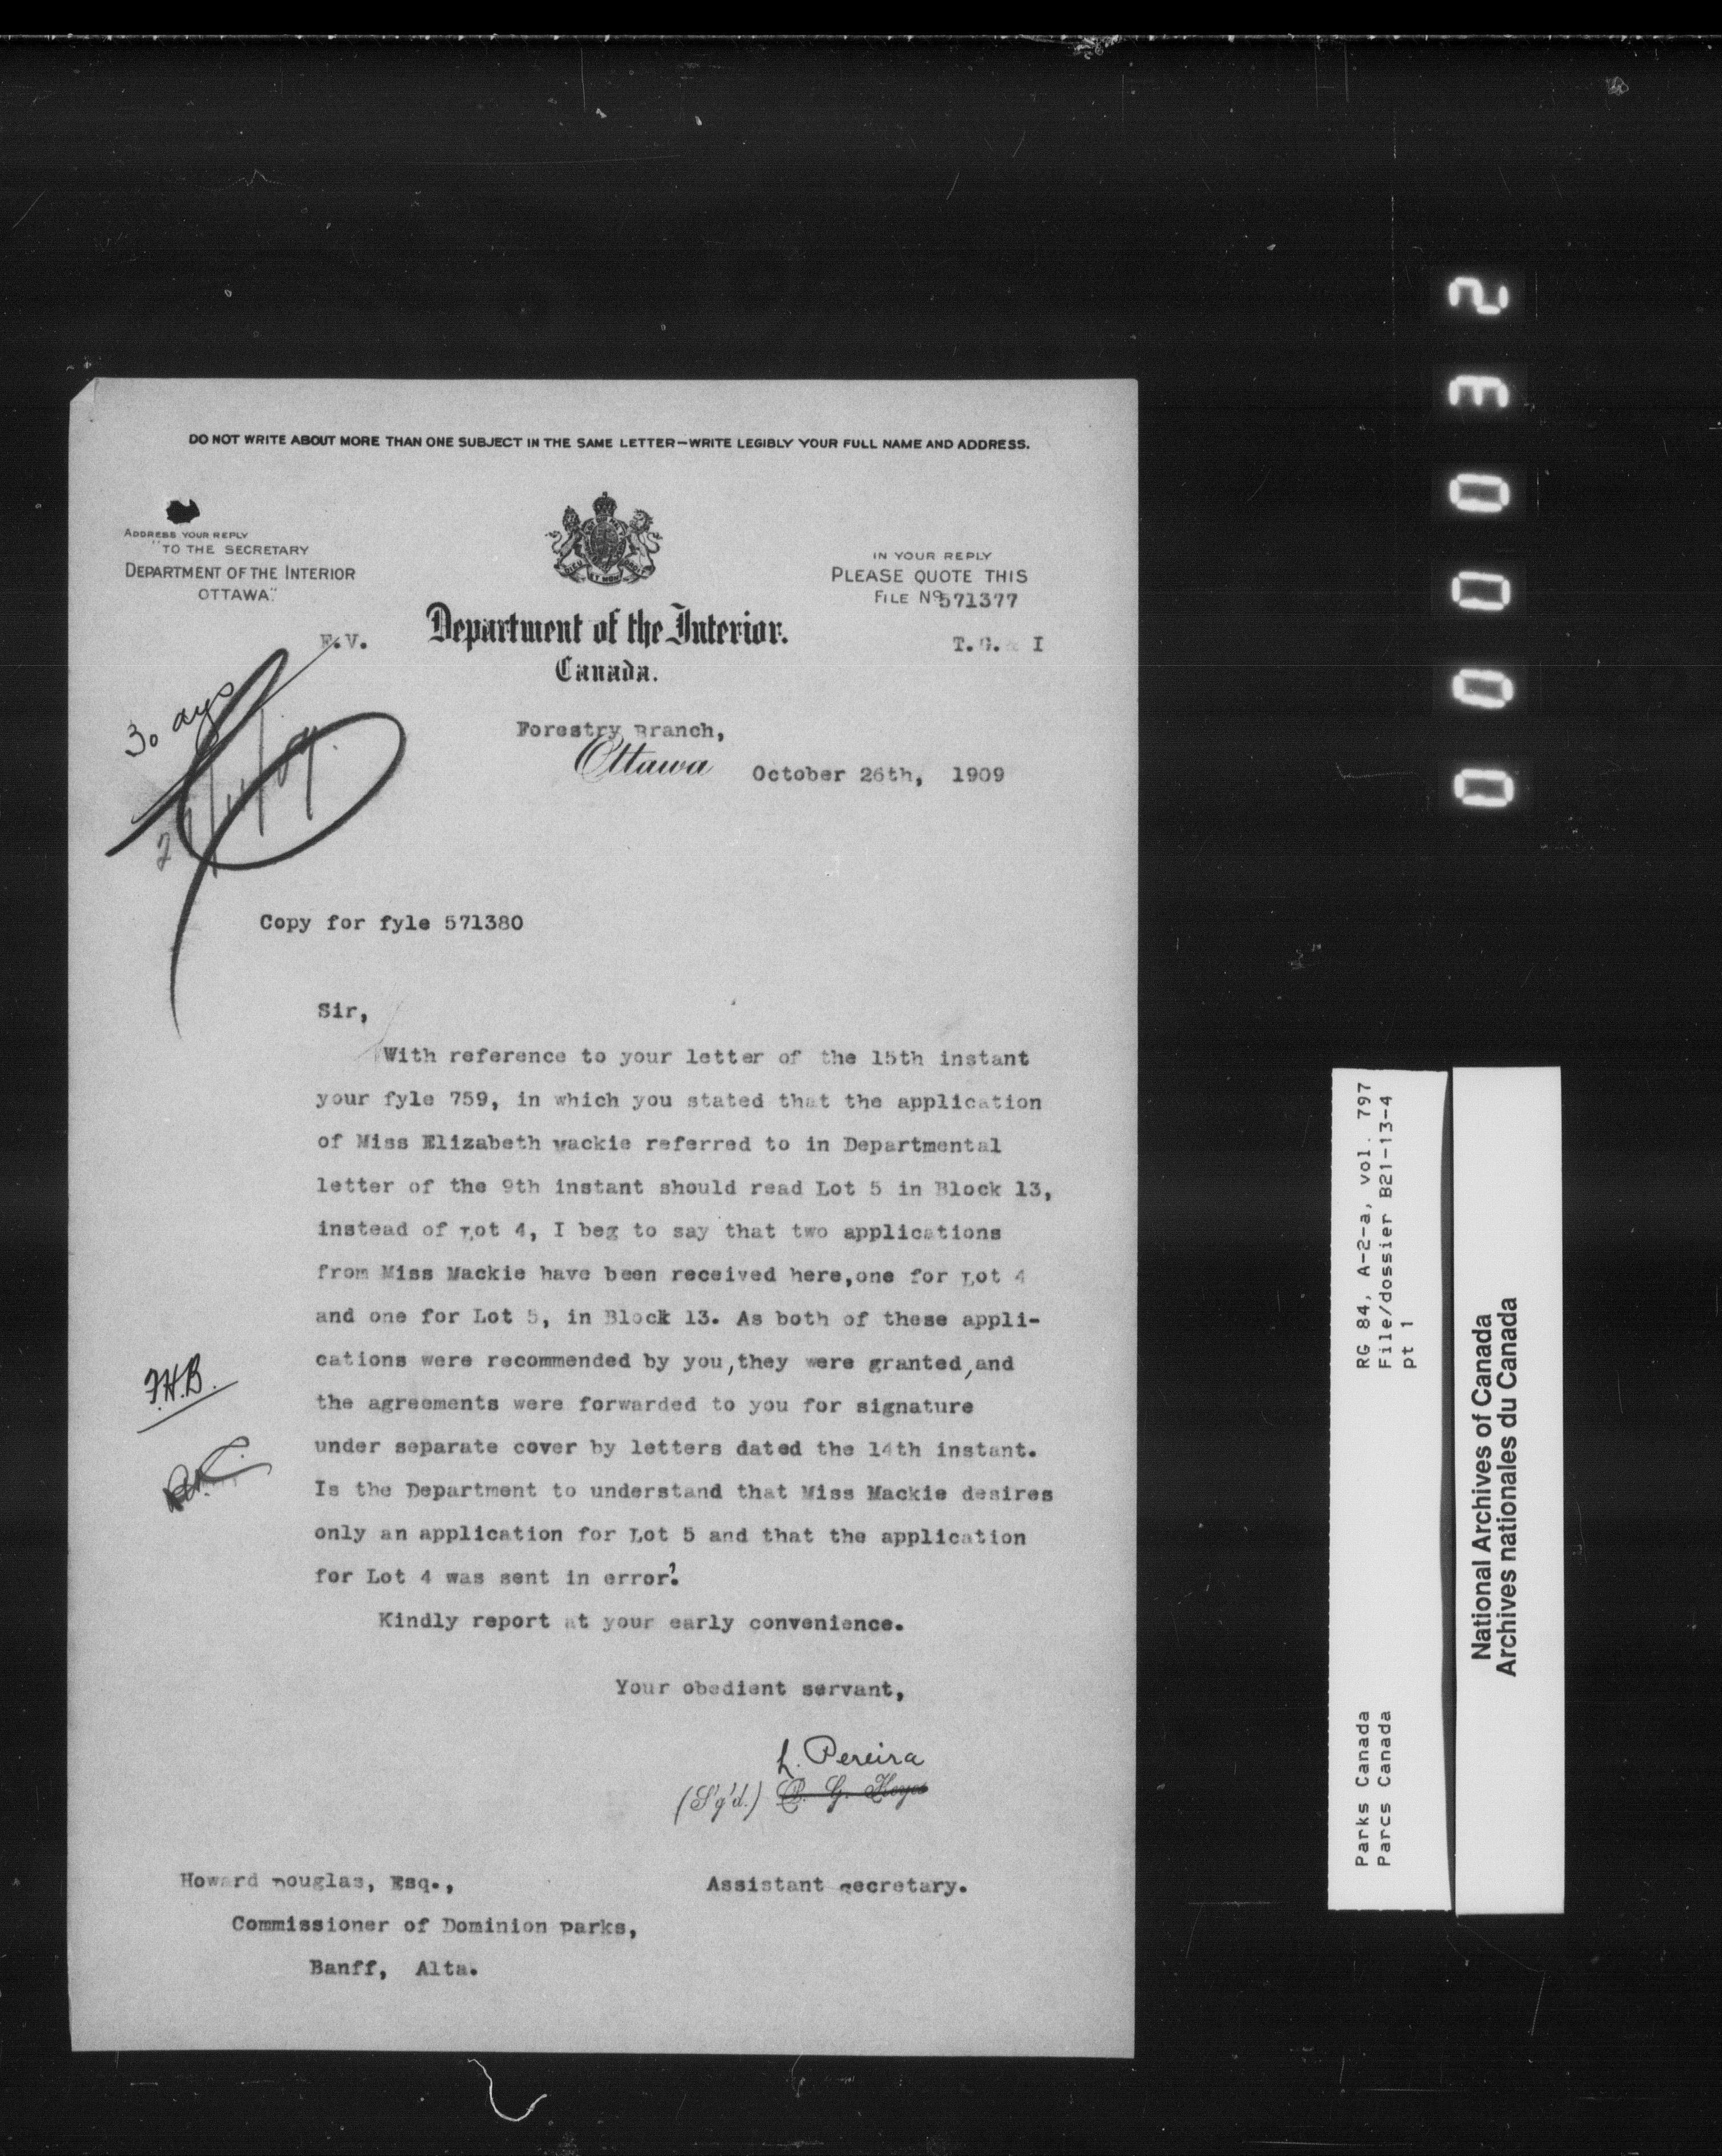 DO NOT WRITE ABOUT MORE THAN ONE SUBJECT IN THE SAME LETTER—WRITE LEGIBLY YOUR FULL NAME AND ADDRESS.
ADDRESS YOUR REPLY
"TO THE SECRETARY
DEPARTMENT OF THE INTERIOR
OTTAWA."
IN YOUR REPLY
PLEASE QUOTE THIS
FILE No 571377
F.V.
Department of the Interior.
T.G. & I
Canada.
30 dys
Forestry Branch,
Ottawa October 26th, 1909
Copy for fyle 571380
Sir,
With reference to your letter of the 15th instant
your fyle 759, in which you stated that the application
of Miss Elizabeth Mackie referred to in Departmental
letter of the 9th instant should read Lot 5 in Block 13,
instead of Lot 4, I beg to say that two applications
from Miss Mackie have been received here,one for Lot 4
and one for Lot 5, in Block 13. As both of these appli-
cations were recommended by you, they were granted, and
the agreements were forwarded to you for signature
under separate cover by letters dated the 14th instant.
Is the Department to understand that Miss Mackie desires
only an application for Lot 5 and that the application
for Lot 4 was sent in error?
Kindly report at your early convenience.
F.H.B.
Your obedient servant,
L. Pereira
(S'g'd.) P. G. Keyes
Assistant Secretary.
Howard Douglas, Esq.,
Commissioner of Dominion Parks,
Banff, Alta.
0000032
Parks Canada RG 84, A-2-a, vol. 797
Parcs Canada File/dossier B21-13-4
pt 1
National Archives of Canada
Archives nationales du Canada